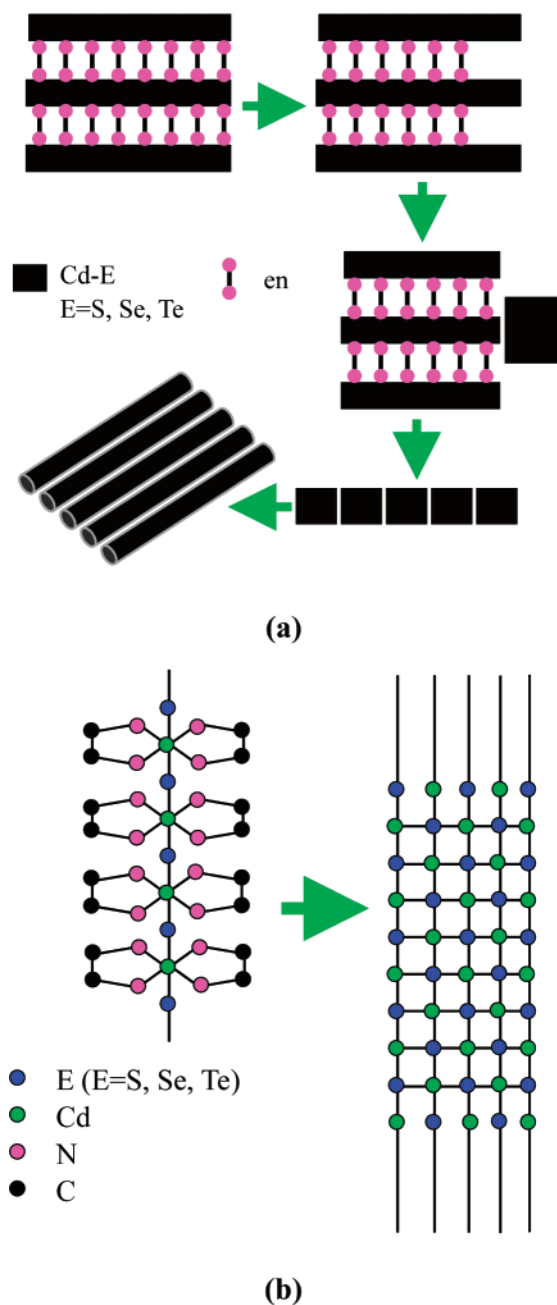 Cd-E
E=S, Se, Te
en
(a)
E (E=S, Se, Te)
Cd
N
C
(b)